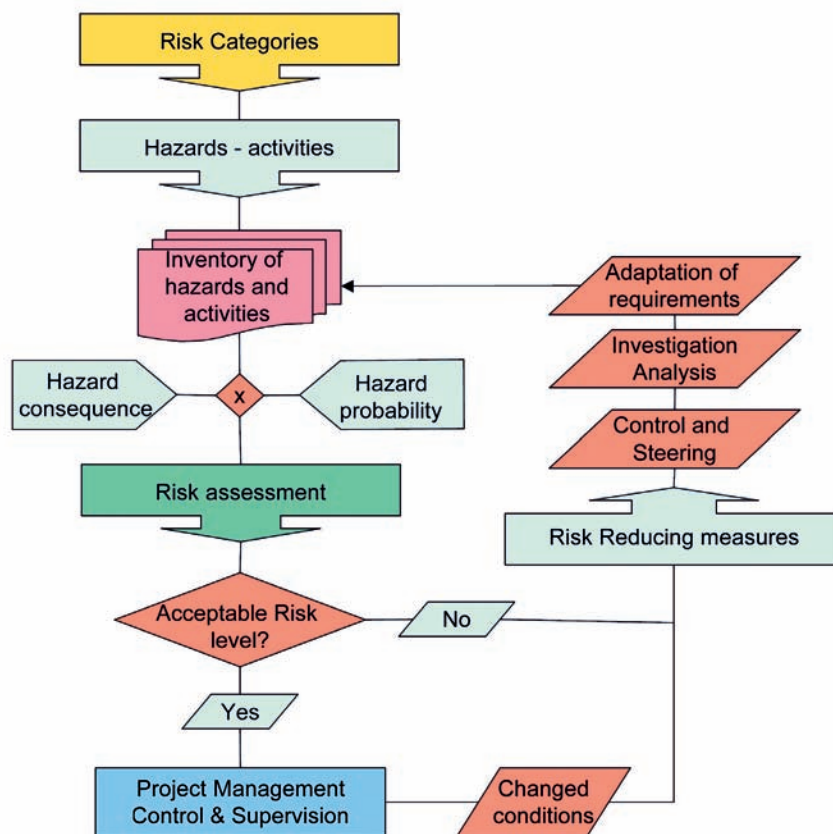 Risk Categories
Hazards - activities
Inventory of
hazards and
activities
Adaptation of
requirements
Investigation
Analysis
Hazard
consequence
x
Hazard
probability
Control and
Steering
Risk assessment
Risk Reducing measures
Acceptable Risk
level?
No
Yes
Project Management
Control & Supervision
Changed
conditions